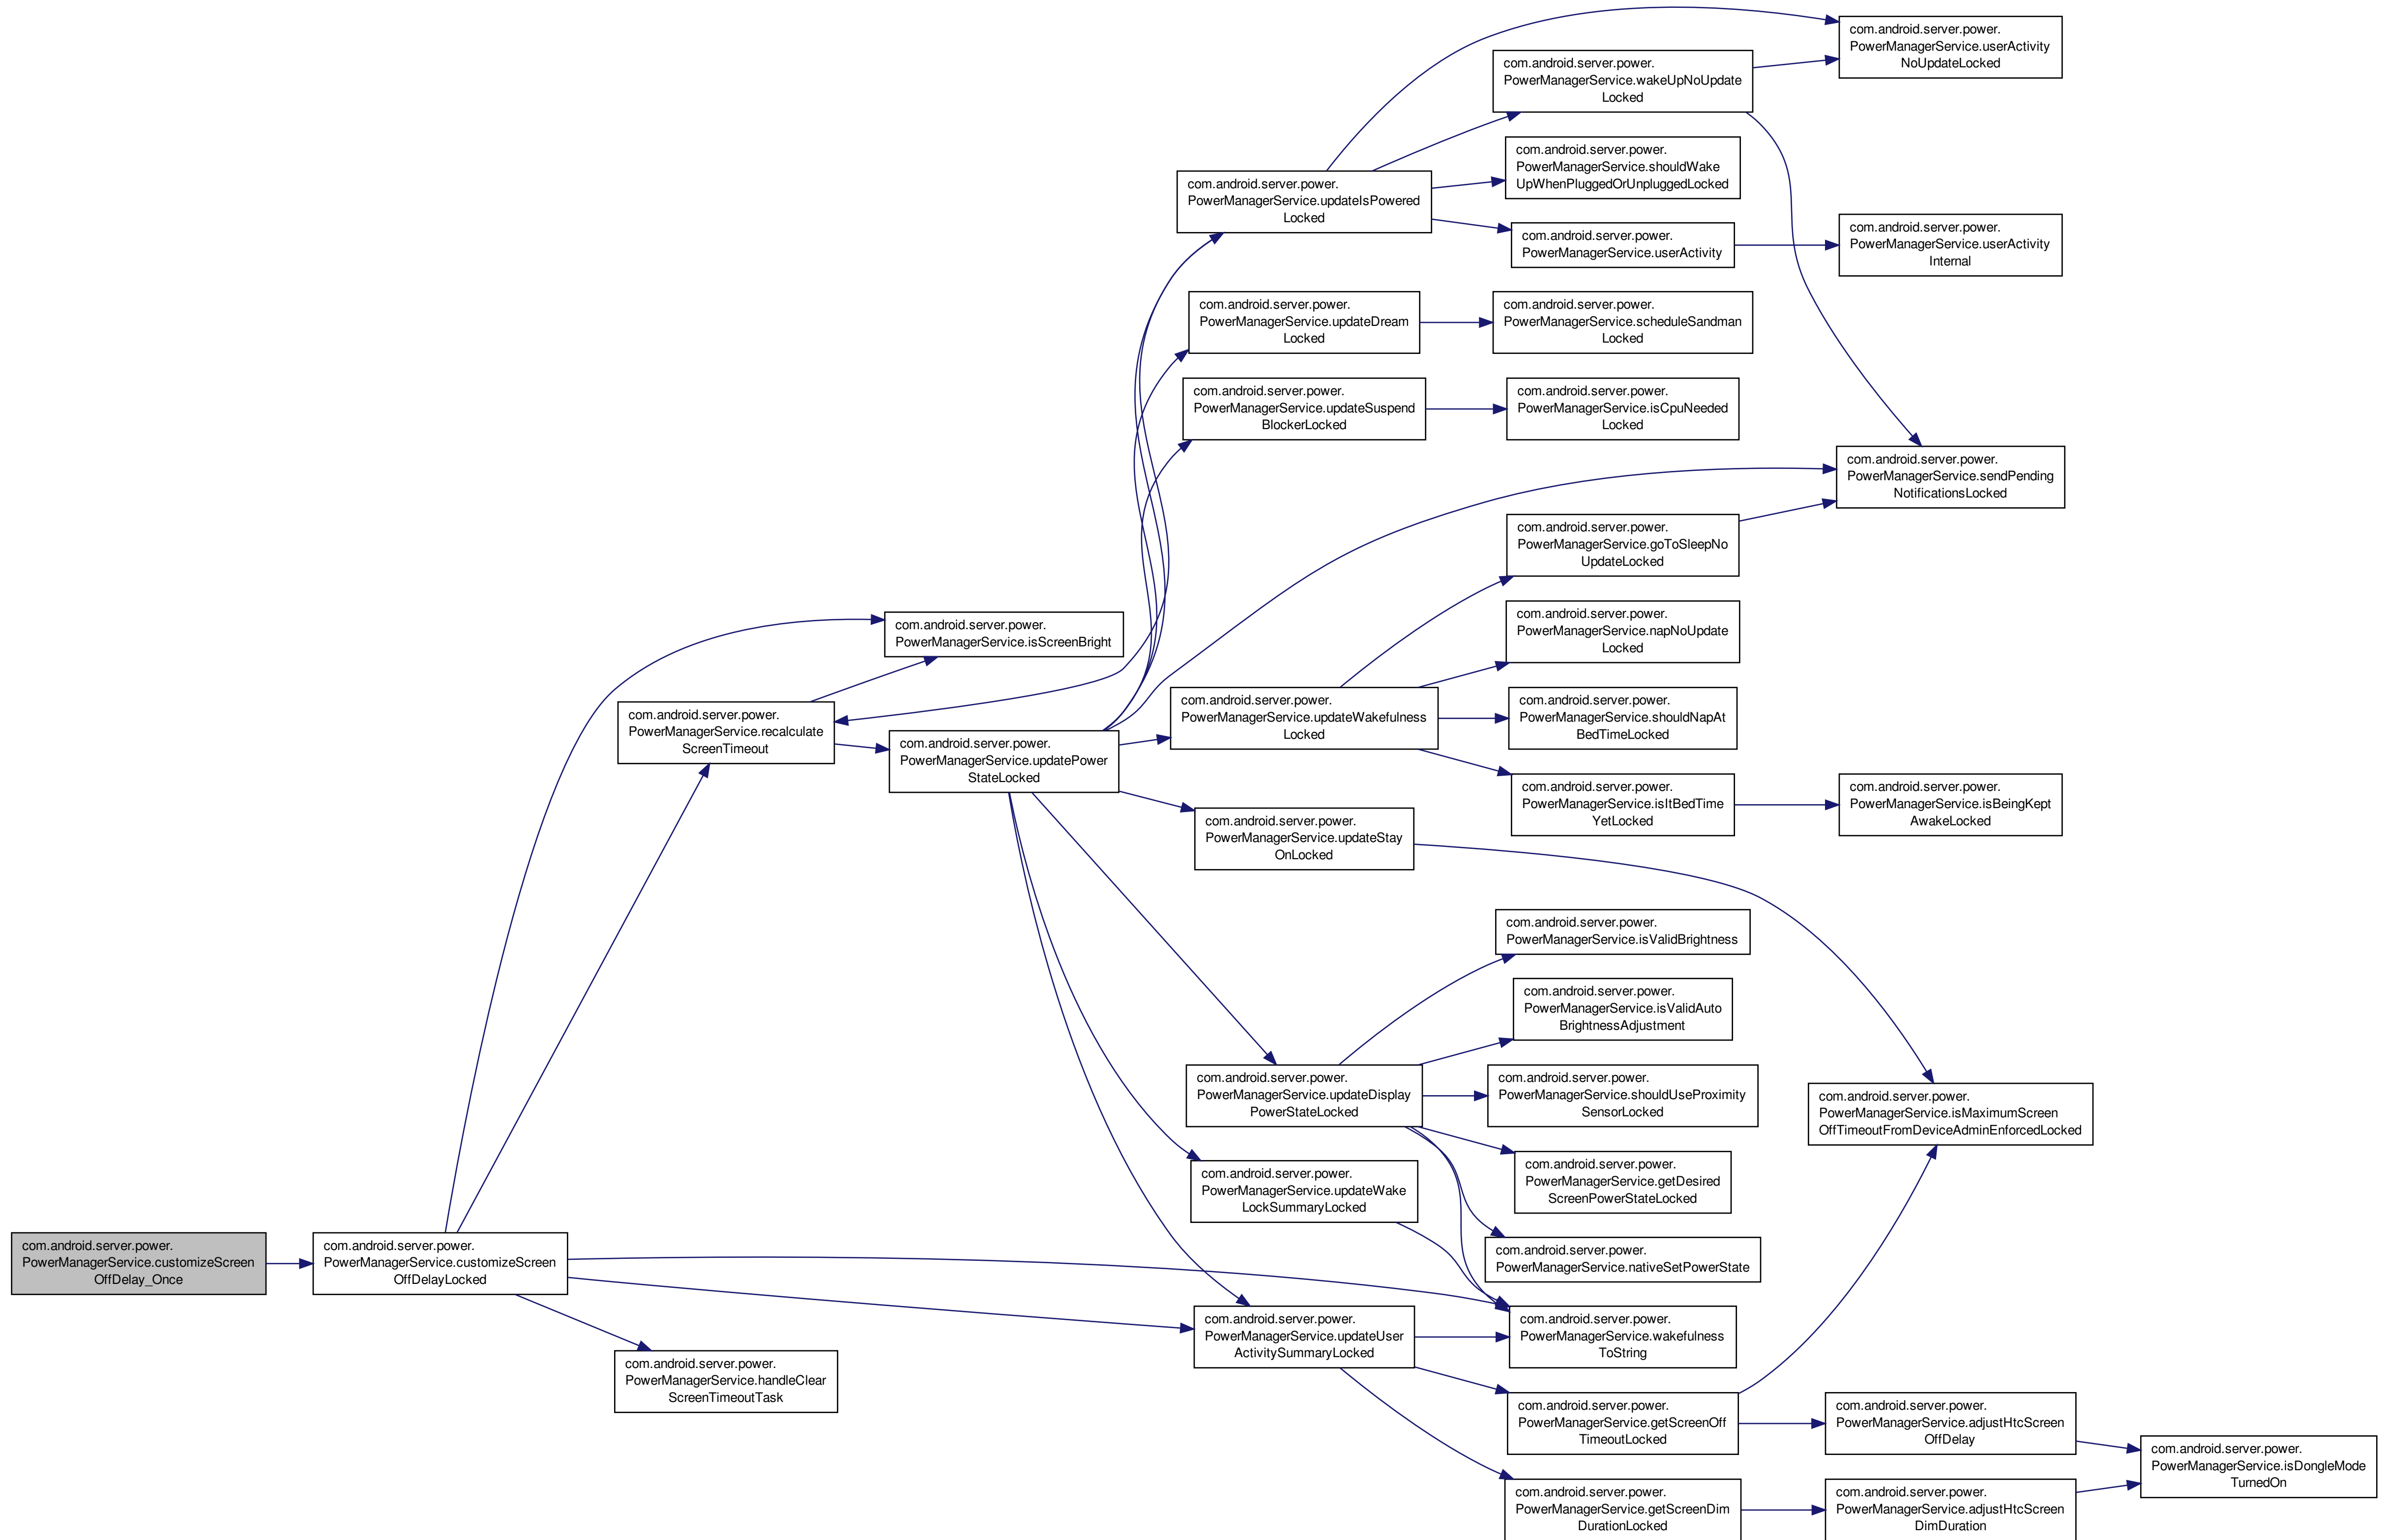 com.android.server.power.
PowerManagerService.userActivity
NoUpdateLocked
com.android.server.power.
PowerManagerService.wakeUpNoUpdate
Locked
com.android.server.power.
PowerManagerService.shouldWake
UpWhenPluggedOrUnpluggedLocked
com.android.server.power.
PowerManagerService.updateIsPowered
Locked
com.android.server.power.
PowerManagerService.userActivity
com.android.server.power.
PowerManagerService.userActivity
Internal
com.android.server.power.
PowerManagerService.updateDream
Locked
com.android.server.power.
PowerManagerService.scheduleSandman
Locked
com.android.server.power.
PowerManagerService.updateSuspend
BlockerLocked
com.android.server.power.
PowerManagerService.isCpuNeeded
Locked
com.android.server.power.
PowerManagerService.sendPending
NotificationsLocked
com.android.server.power.
PowerManagerService.goToSleepNo
UpdateLocked
com.android.server.power.
PowerManagerService.isScreenBright
com.android.server.power.
PowerManagerService.napNoUpdate
Locked
com.android.server.power.
PowerManagerService.recalculate
ScreenTimeout
com.android.server.power.
PowerManagerService.updateWakefulness
Locked
com.android.server.power.
PowerManagerService.shouldNapAt
BedTimeLocked
com.android.server.power.
PowerManagerService.updatePower
StateLocked
com.android.server.power.
PowerManagerService.isItBedTime
YetLocked
com.android.server.power.
PowerManagerService.isBeingKept
AwakeLocked
com.android.server.power.
PowerManagerService.updateStay
OnLocked
com.android.server.power.
PowerManagerService.isValidBrightness
com.android.server.power.
PowerManagerService.isValidAuto
BrightnessAdjustment
com.android.server.power.
PowerManagerService.updateDisplay
PowerStateLocked
com.android.server.power.
PowerManagerService.shouldUseProximity
SensorLocked
com.android.server.power.
PowerManagerService.isMaximumScreen
OffTimeoutFromDeviceAdminEnforcedLocked
com.android.server.power.
PowerManagerService.getDesired
ScreenPowerStateLocked
com.android.server.power.
PowerManagerService.updateWake
LockSummaryLocked
com.android.server.power.
PowerManagerService.customizeScreen
OffDelay_Once
com.android.server.power.
PowerManagerService.customizeScreen
OffDelayLocked
com.android.server.power.
PowerManagerService.nativeSetPowerState
com.android.server.power.
PowerManagerService.updateUser
ActivitySummaryLocked
com.android.server.power.
PowerManagerService.wakefulness
ToString
com.android.server.power.
PowerManagerService.handleClear
ScreenTimeoutTask
com.android.server.power.
PowerManagerService.getScreenOff
TimeoutLocked
com.android.server.power.
PowerManagerService.adjustHtcScreen
OffDelay
com.android.server.power.
PowerManagerService.isDongleMode
TurnedOn
com.android.server.power.
PowerManagerService.getScreenDim
DurationLocked
com.android.server.power.
PowerManagerService.adjustHtcScreen
DimDuration